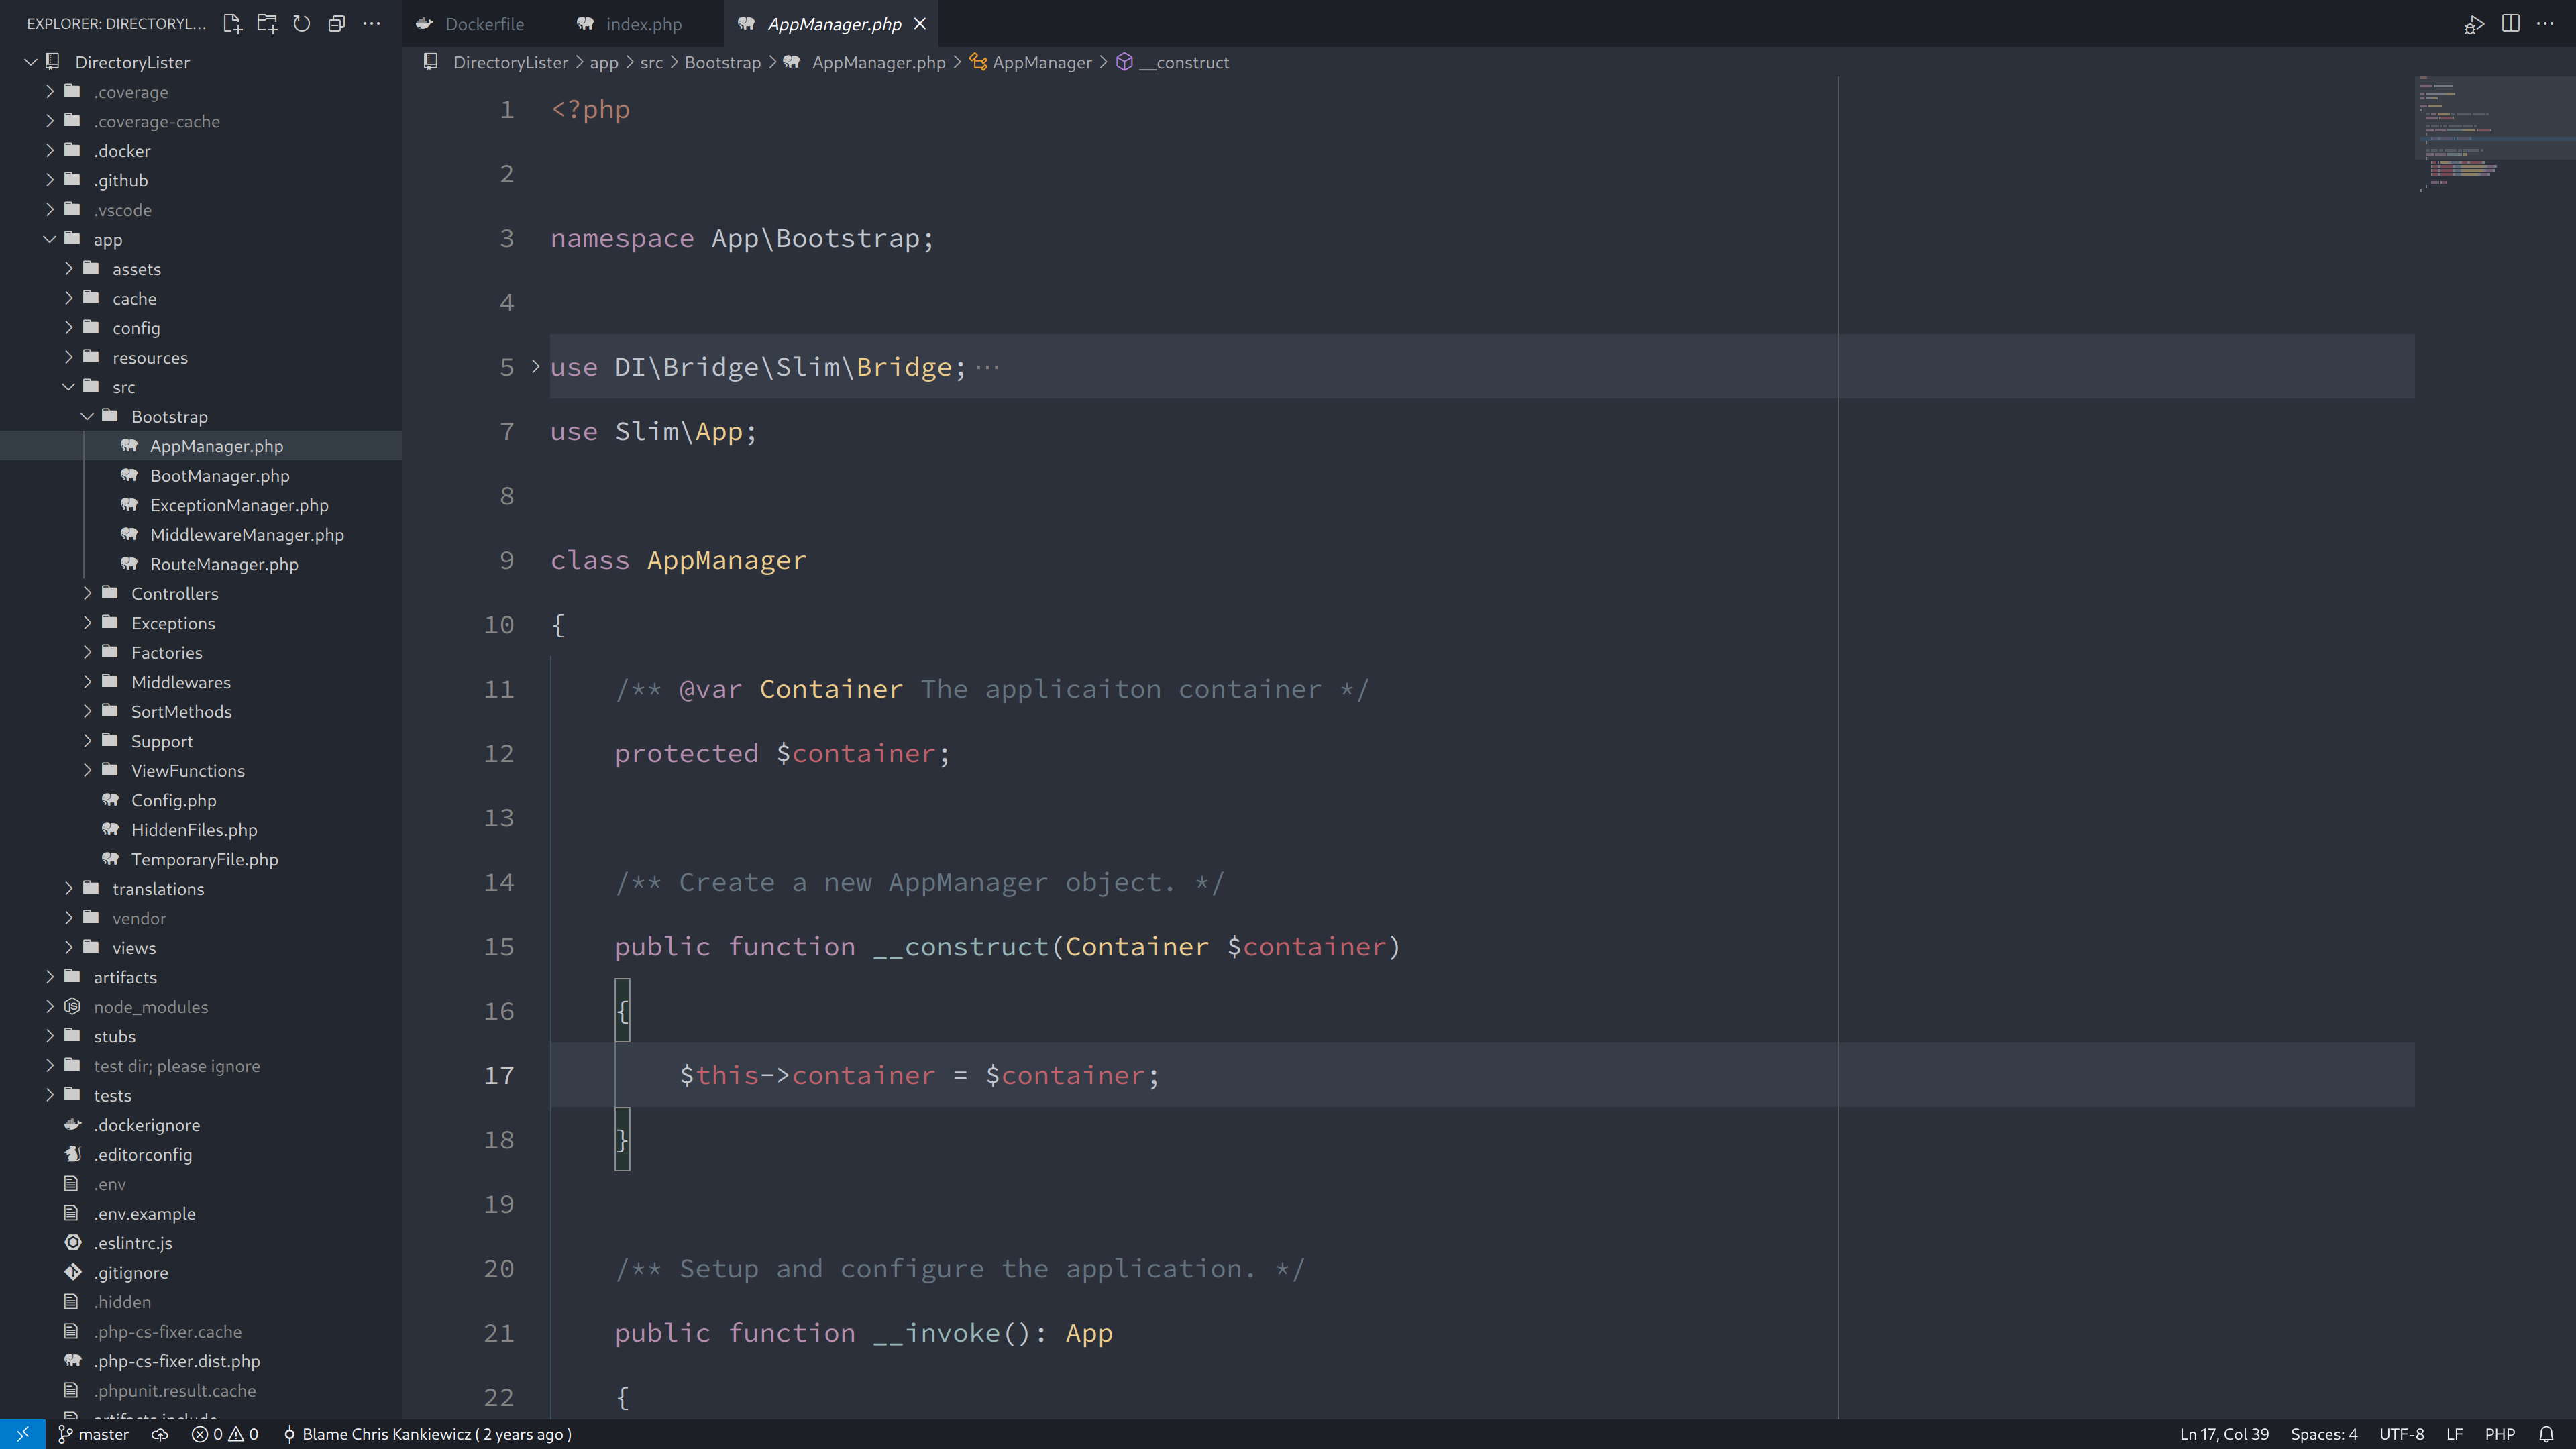 EXPLORER: DIRECTORYL...
DirectoryLister
.coverage
.coverage-cache
.docker
.github
.vscode
app
assets
cache
config
resources
src
Bootstrap
AppManager.php
BootManager.php
ExceptionManager.php
MiddlewareManager.php
RouteManager.php
Controllers
Exceptions
Factories
Middlewares
SortMethods
Support
ViewFunctions
Config.php
HiddenFiles.php
TemporaryFile.php
translations
vendor
views
artifacts
node_modules
stubs
test dir; please ignore
tests
.dockerignore
.editorconfig
.env
.env.example
.eslintrc.js
.gitignore
.hidden
.php-cs-fixer.cache
.php-cs-fixer.dist.php
.phpunit.result.cache
artifacts.include
Dockerfile index.php AppManager.php
DirectoryLister > app > src > Bootstrap > AppManager.php > AppManager > __construct
1 <?php
2
3 namespace App\Bootstrap;
4
5 use DI\Bridge\Slim\Bridge; ...
7 use Slim\App;
8
9 class AppManager
10 {
11 /** @var Container The applicaiton container */
12 protected $container;
13
14 /** Create a new AppManager object. */
15 public function __construct(Container $container)
16 {
17 $this->container = $container;
18 }
19
20 /** Setup and configure the application. */
21 public function __invoke(): App
22 {
master 0 0 Blame Chris Kankiewicz ( 2 years ago ) Ln 17, Col 39 Spaces: 4 UTF-8 LF PHP